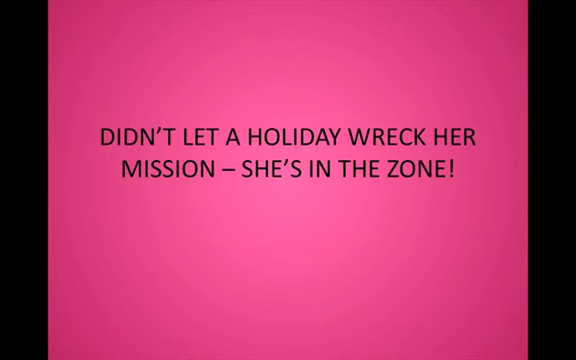 DIDN’T LET A HOLIDAY WRECK HER
MISSION – SHE’S IN THE ZONE!